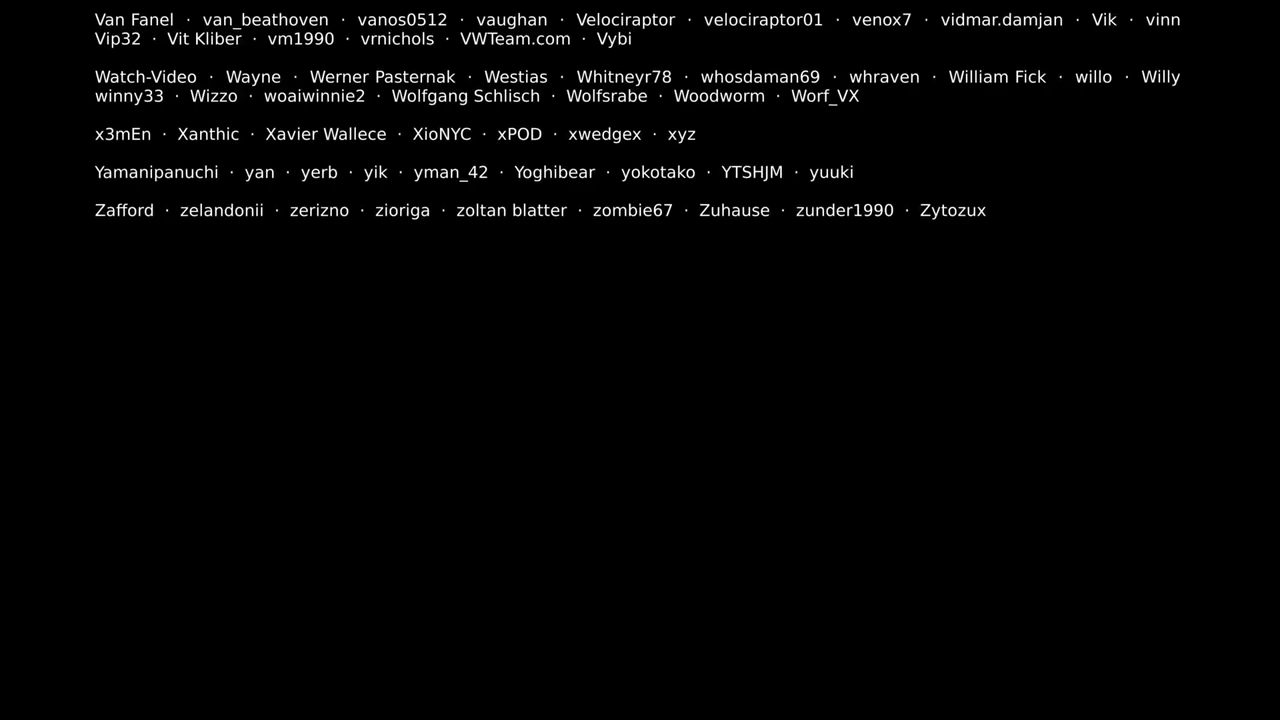 Van Fanel · van_beathoven · vanos0512 · vaughan · Velociraptor · velociraptor01 · venox7 · vidmar.damjan · Vik · vinn
Vip32 · Vit Kliber · vm1990 · vrnichols · VWTeam.com · Vybi
Watch-Video · Wayne · Werner Pasternak · Westias · Whitneyr78 · whosdaman69 · whraven · William Fick · willo · Willy
winny33 · Wizzo · woaiwinnie2 · Wolfgang Schlisch · Wolfsrabe · Woodworm · Worf_VX
x3mEn · Xanthic · Xavier Wallece · XioNYC · xPOD · xwedgex · xyz
Yamanipanuchi · yan · yerb · yik · yman_42 · Yoghibear · yokotako · YTSHJM · yuuki
Zafford · zelandonii · zerizno · zioriga · zoltan blatter · zombie67 · Zuhause · zunder1990 · Zytozux